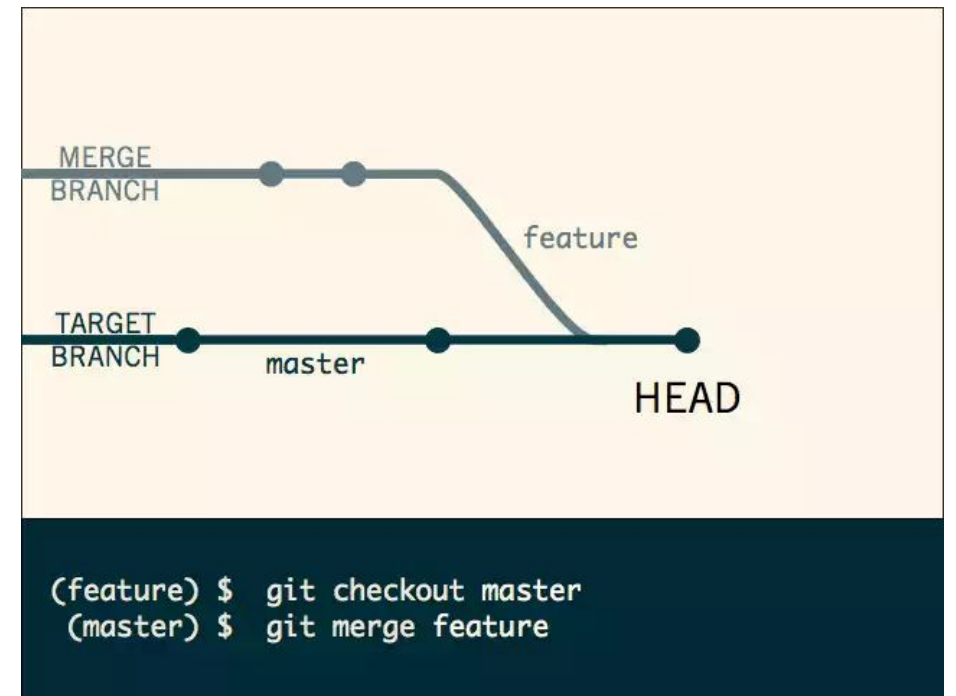 MERGE
BRANCH
feature
TARGET
BRANCH
master
HEAD
(feature) $  git checkout master
(master) $  git merge feature